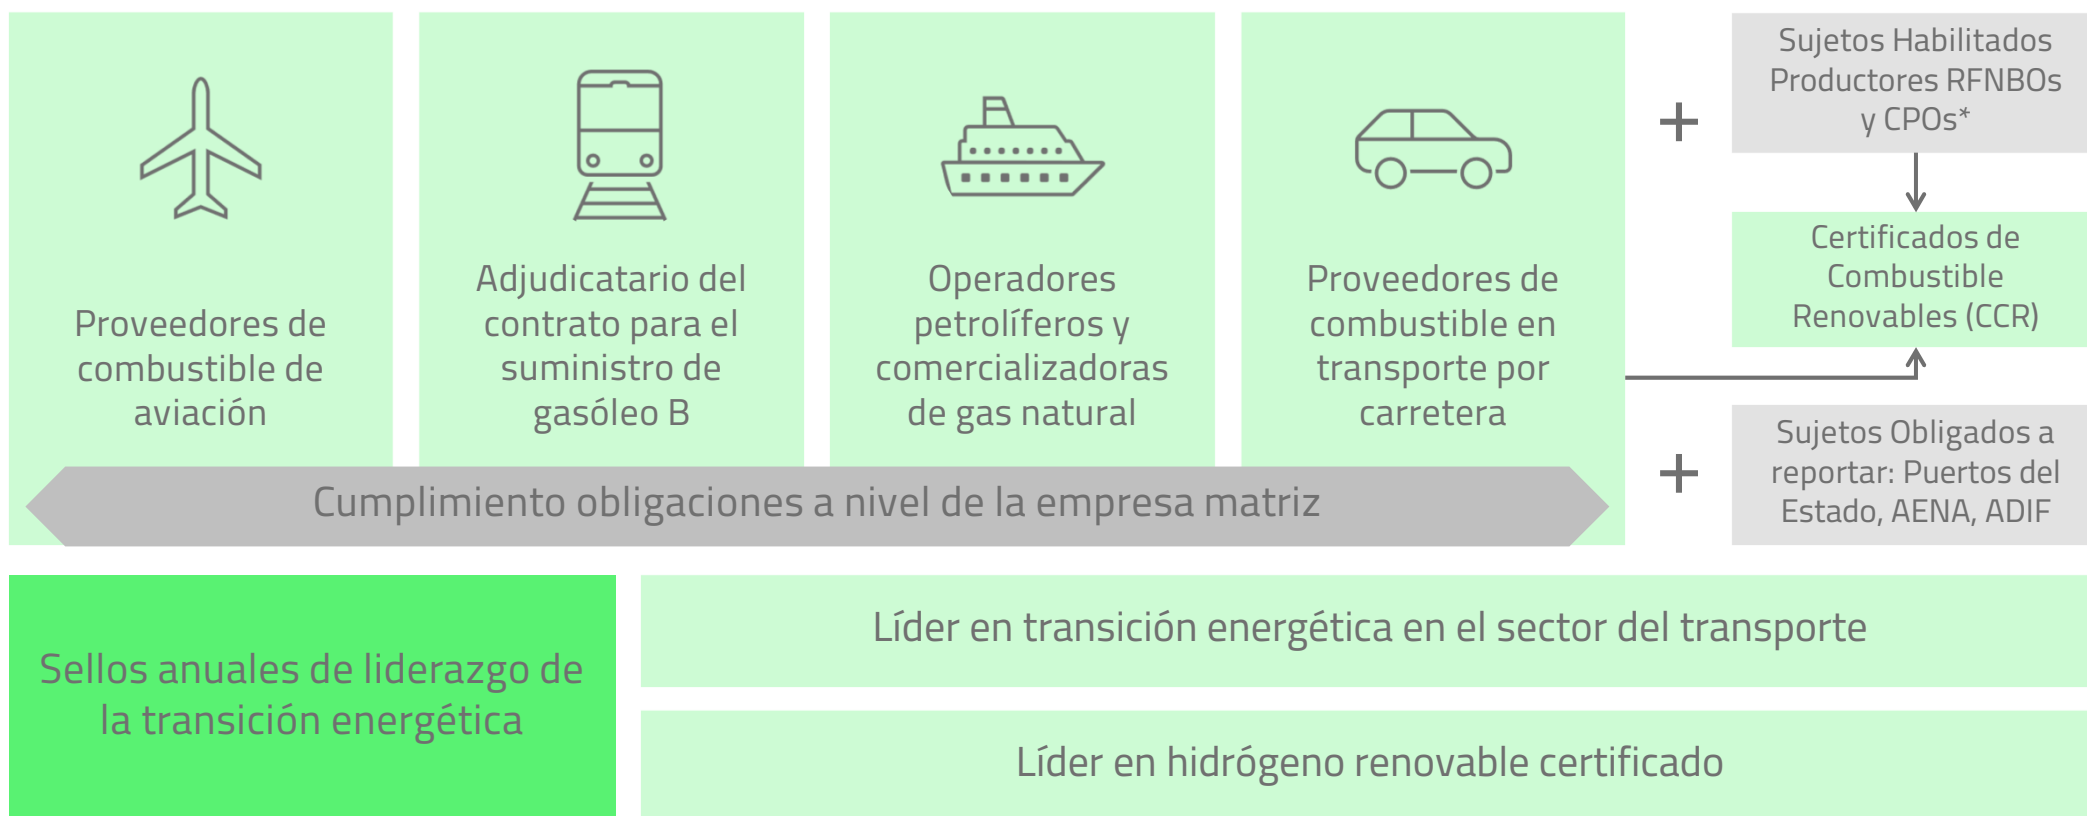 Proveedores de
combustible de
aviación
Adjudicatario del
contrato para el
suministro de
gasóleo B
Operadores
petrolíferos y
comercializadoras
de gas natural
Proveedores de
combustible en
transporte por
carretera
Cumplimiento obligaciones a nivel de la empresa matriz
+
Sujetos Habilitados
Productores RFNBOs
y CPOs*
Certificados de
Combustible
Renovables (CCR)
+
Sujetos Obligados a
reportar: Puertos del
Estado, AENA, ADIF
Sellos anuales de liderazgo de
la transición energética
Líder en transición energética en el sector del transporte
Líder en hidrógeno renovable certificado